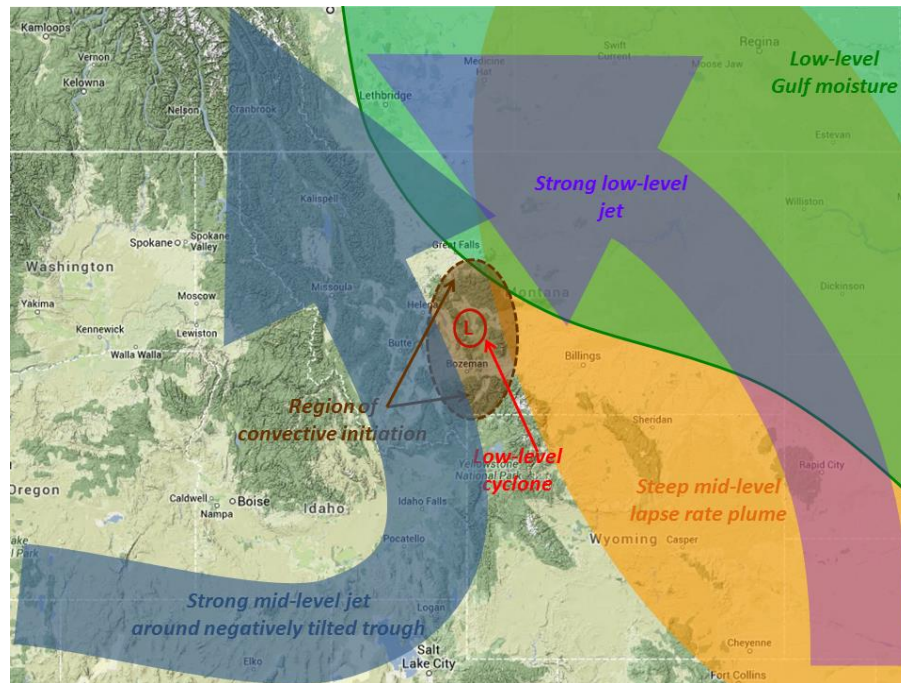 Kamloops
Vernon
Kelowna
Nelson
Cranbrook
Lethbridge
Medicine
Hat
Swift
Current
Regina
Moose Jaw
Low-level
Gulf moisture
Estevan
Strong low-level
jet
Kalispell
Williston
Spokane
Spokane
Valley
Great Falls
Washington
Missoula
Helena
Montana
Dickinson
Moscow
Yakima
Lewiston
Kennewick
Walla Walla
Butte
L
Bozeman
Billings
Region of
convective initiation
Sheridan
Low-level
cyclone
Yellowstone
National Park
Rapid City
Steep mid-level
lapse rate plume
Oregon
Caldwell
Boise
Nampa
Idaho
Idaho Falls
Wyoming
Casper
Pocatello
Park
Strong mid-level jet
around negatively tilted trough
Logan
Elko
Salt
Lake City
Cheyenne
Fort Collins